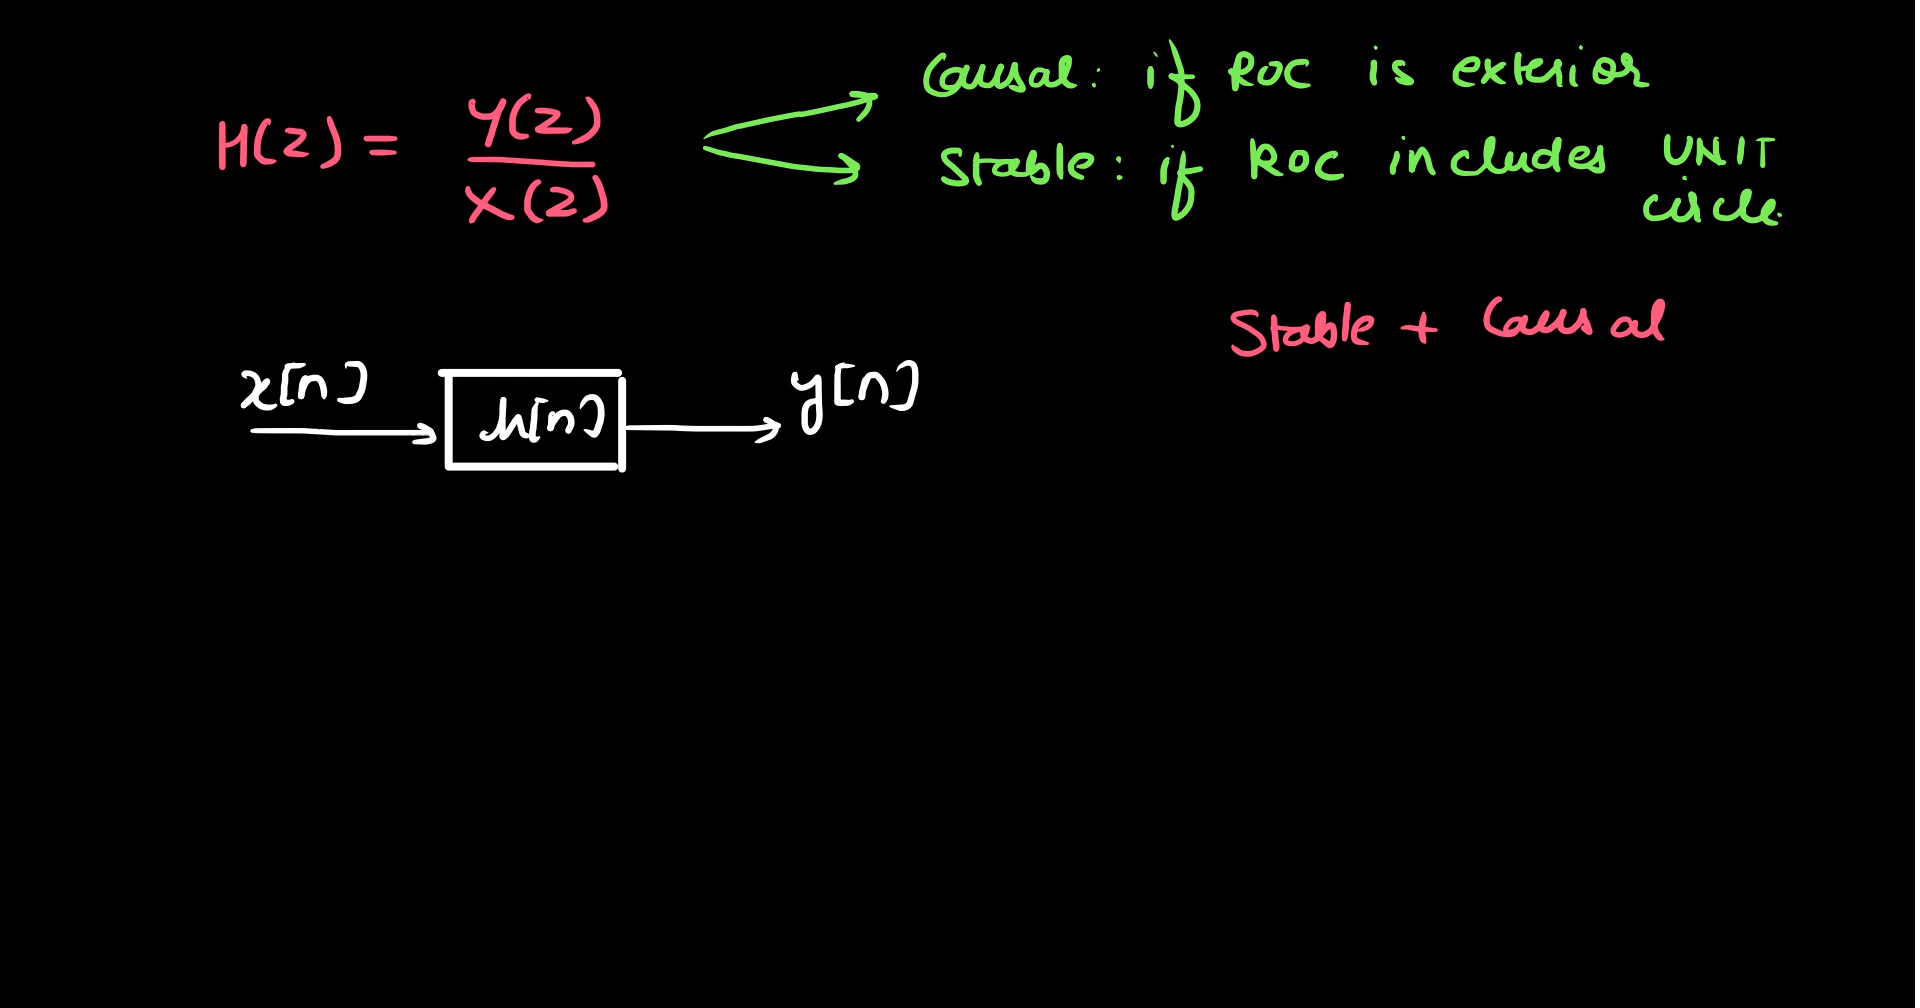 H(z) = Y(z)/X(z)
Causal: if ROC is exterior
Stable: if ROC includes UNIT
circle.
Stable + Causal
x[n]
h[n]
y[n]